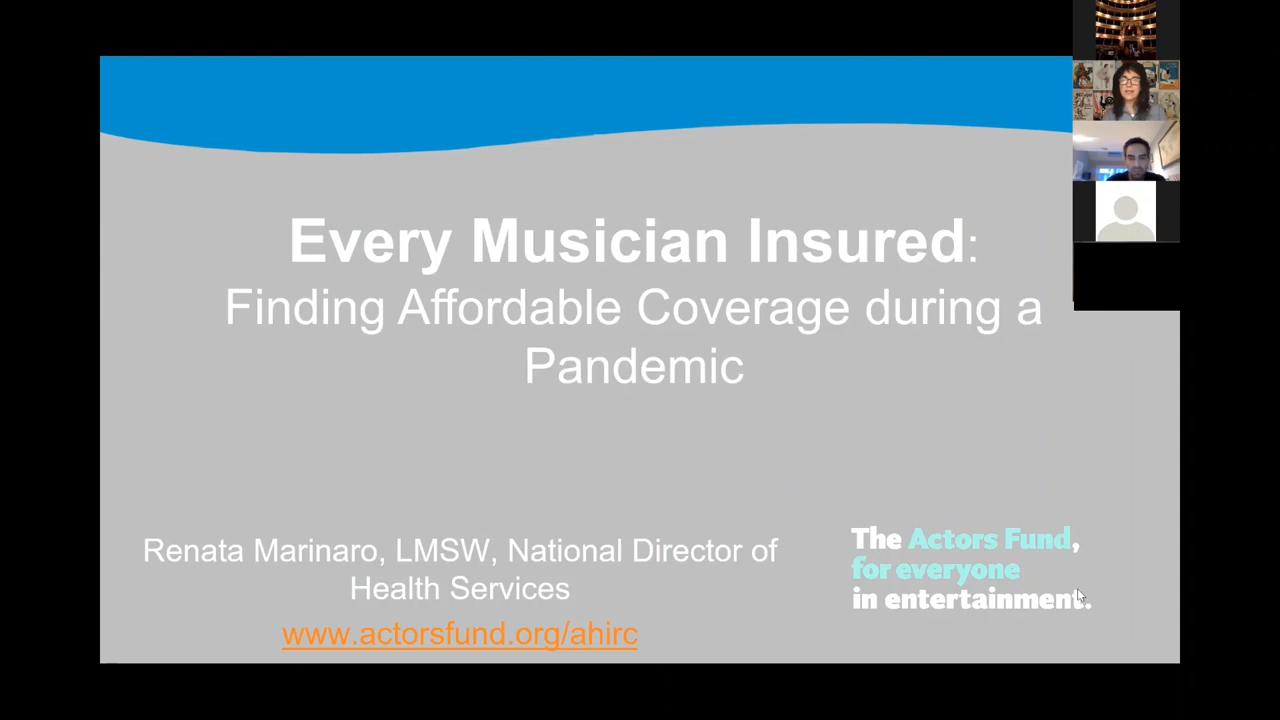 Every Musician Insured:
Finding Affordable Coverage during a
Pandemic
Renata Marinaro, LMSW, National Director of
Health Services
www.actorsfund.org/ahirc
The Actors Fund,
for everyone
in entertainment.